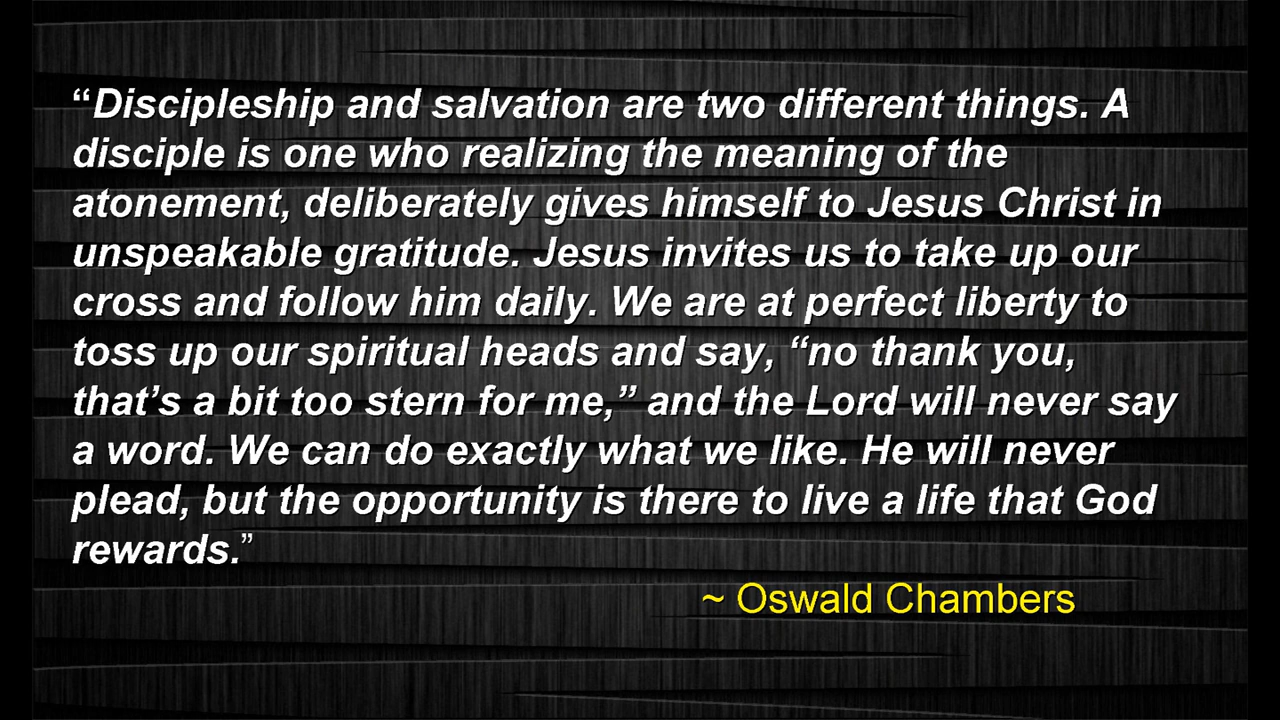 “Discipleship and salvation are two different things. A
disciple is one who realizing the meaning of the
atonement, deliberately gives himself to Jesus Christ in
unspeakable gratitude. Jesus invites us to take up our
cross and follow him daily. We are at perfect liberty to
toss up our spiritual heads and say, “no thank you,
that’s a bit too stern for me,” and the Lord will never say
a word. We can do exactly what we like. He will never
plead, but the opportunity is there to live a life that God
rewards.”
~ Oswald Chambers